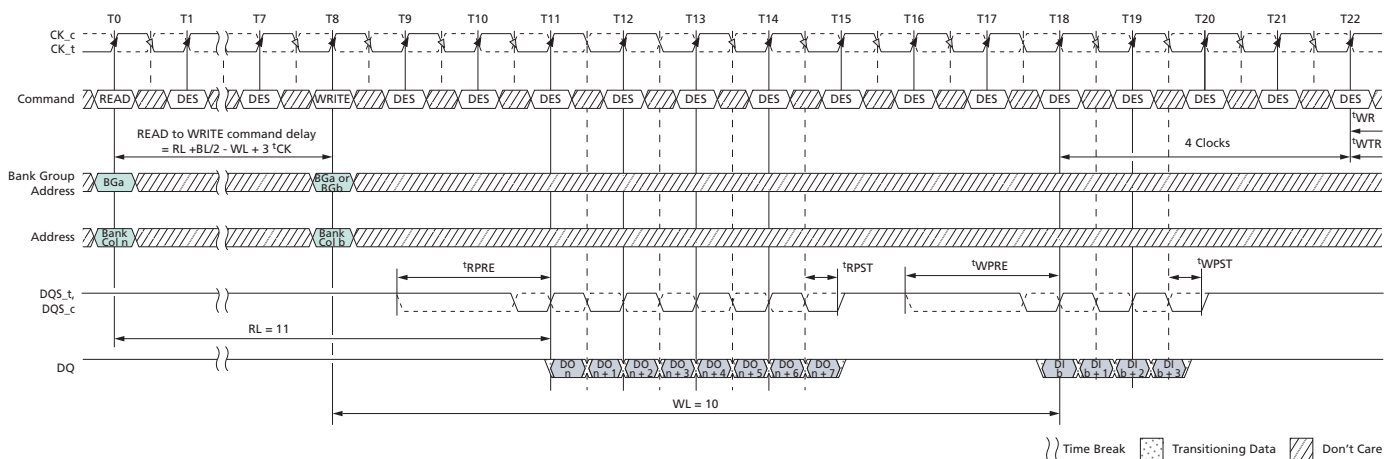 T0 T1 T7 T8 T9 T10 T11 T12 T13 T14 T15 T16 T17 T18 T19 T20 T21 T22
CK_c
CK_t
Command READ DES DES WRITE DES DES DES DES DES DES DES DES DES DES DES DES DES DES
tWR
READ to WRITE command delay
= RL +BL/2 - WL + 3 tCK
4 Clocks
tWTR
Bank Group
Address
BGa
BGa or
BGb
Address
Bank
Col n
Bank
Col b
tRPRE
tRPST
tWPRE
tWPST
DQS_t,
DQS_c
RL = 11
DQ
DO
n
DO
n + 1
DO
n + 2
DO
n + 3
DO
n + 4
DO
n + 5
DO
n + 6
DO
n + 7
DI
b
DI
b + 1
DI
b + 2
DI
b + 3
WL = 10
Time Break Transitioning Data Don't Care